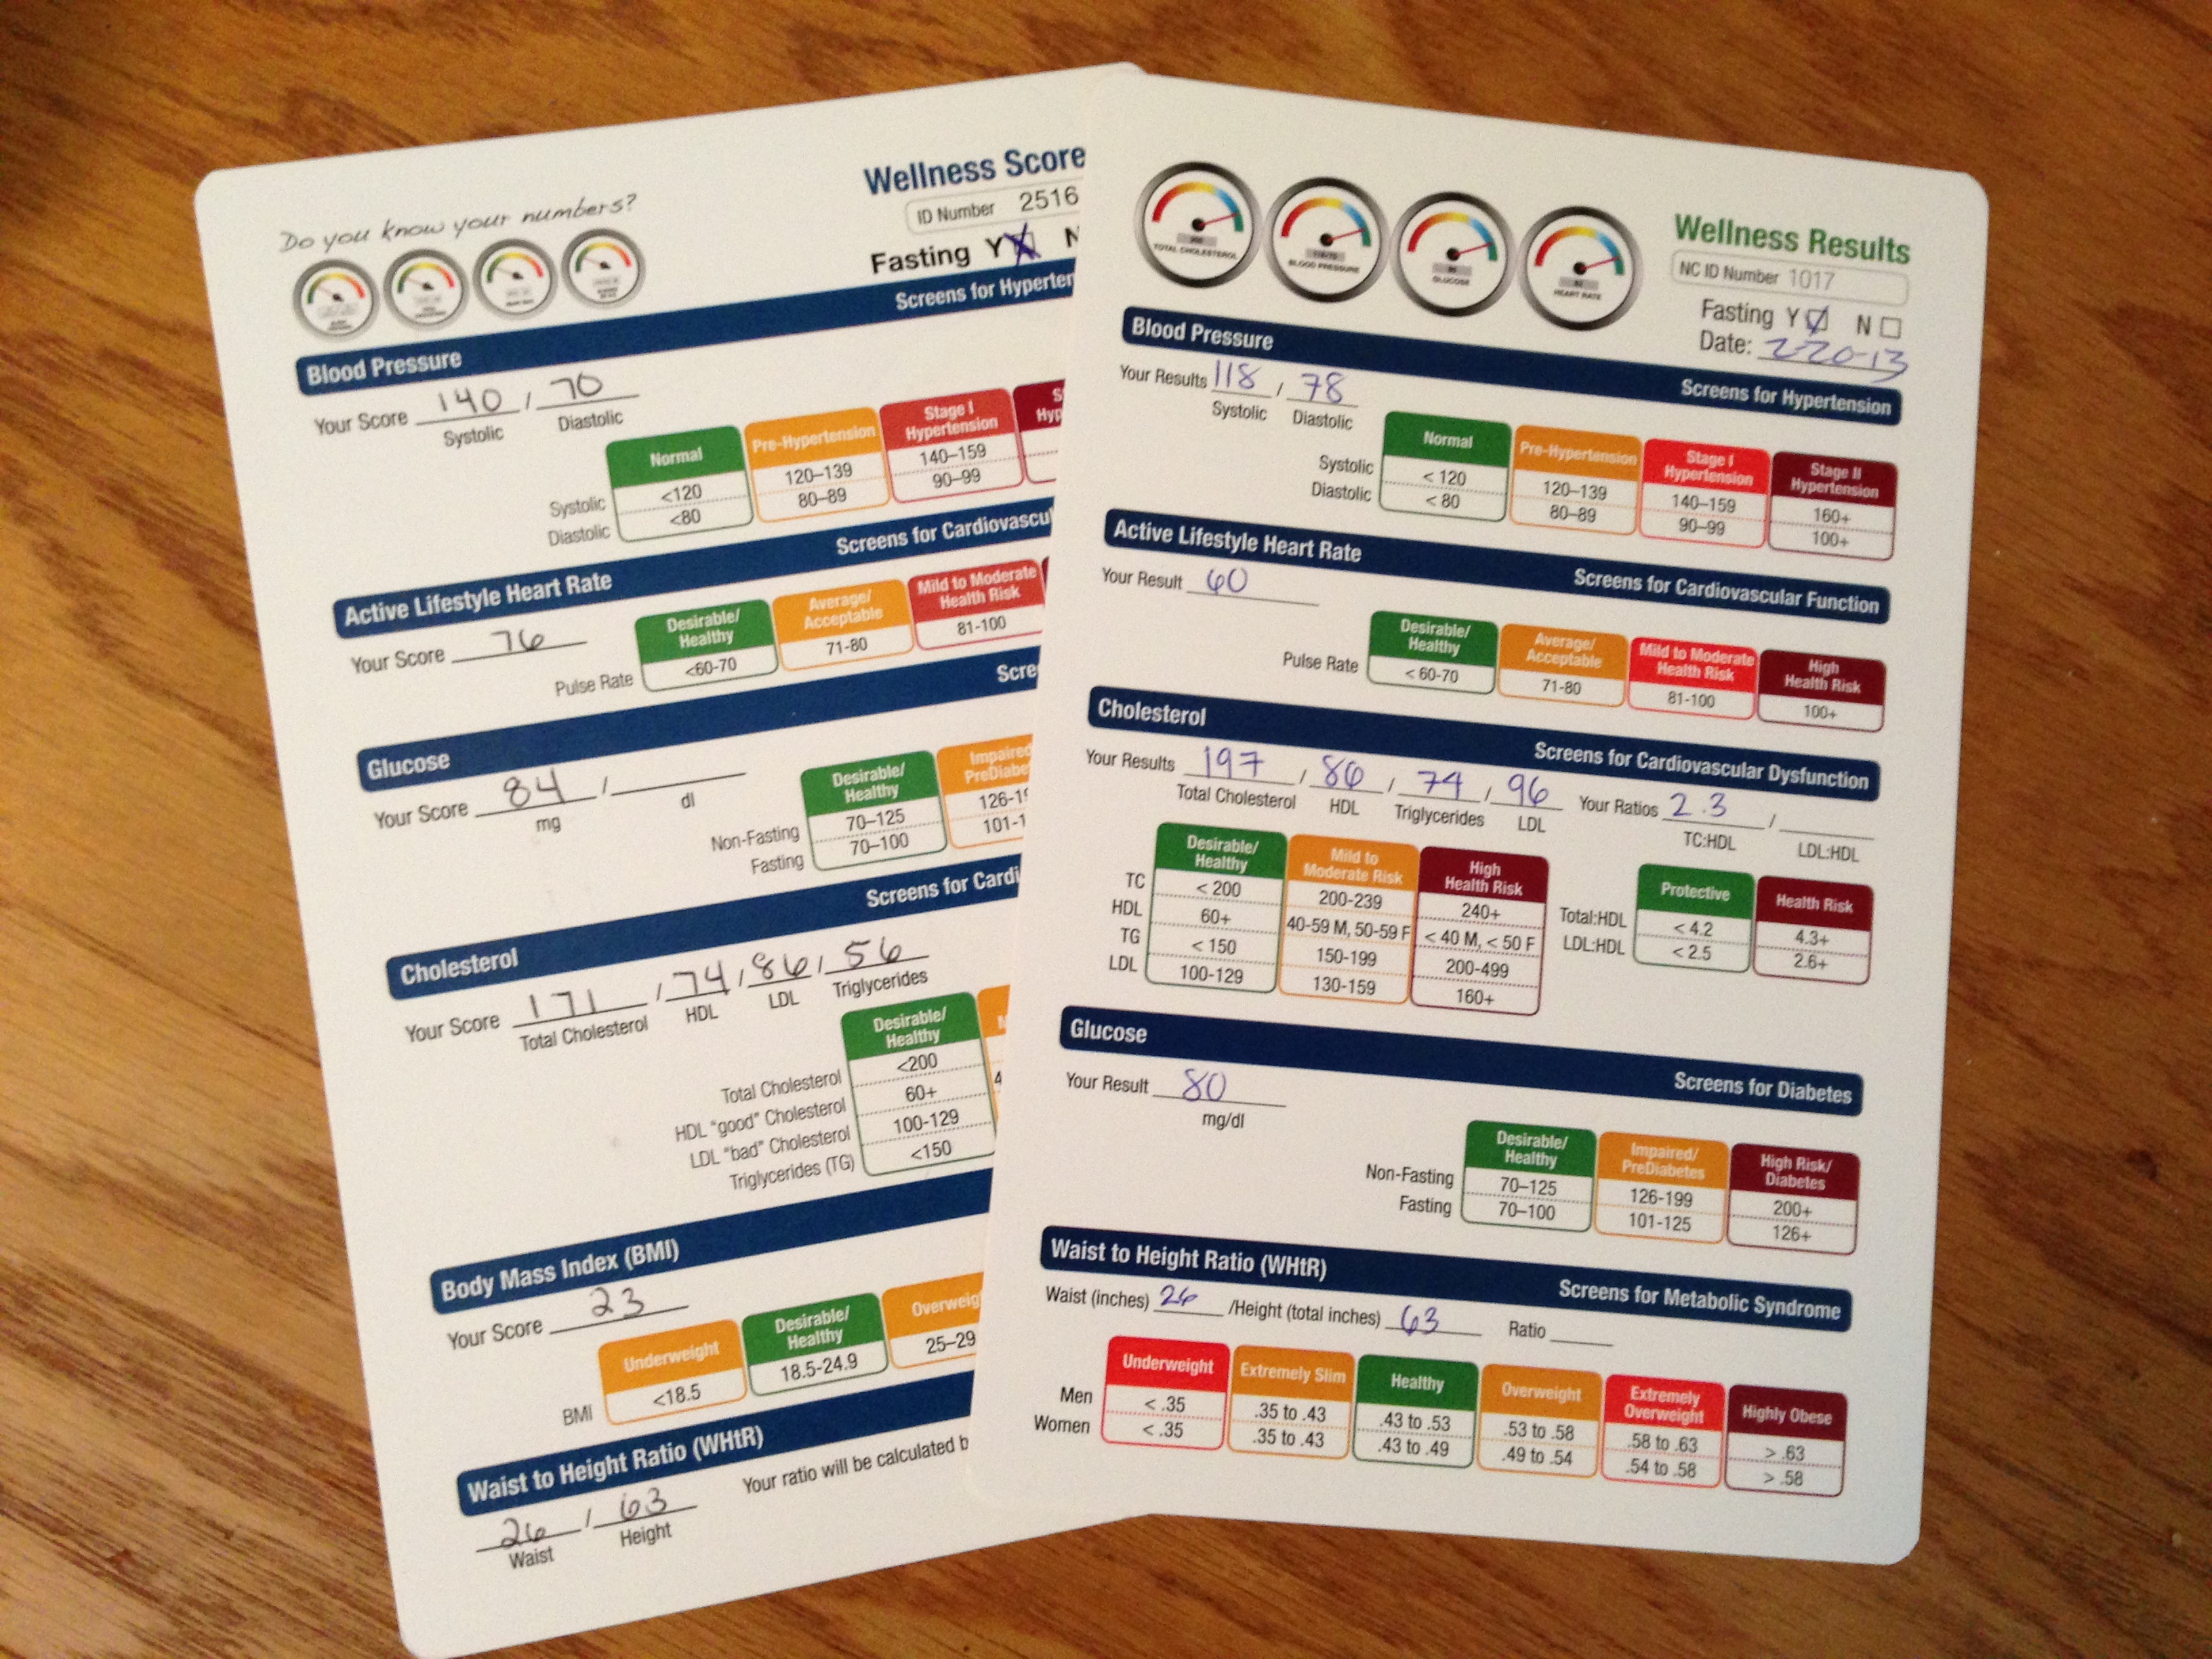 Do you know your numbers?
Wellness Score
ID Number 2516
Fasting Y
Blood Pressure Screens for Hyperten
Your Score 140 / 70
Systolic Diastolic
Normal Pre-Hypertension Stage I Hypertension
Systolic <120 120–139 140–159
Diastolic <80 80–89 90–99
Active Lifestyle Heart Rate Screens for Cardiovascul
Your Score 76
Desirable/ Healthy Average/ Acceptable Mild to Moderate Health Risk
Pulse Rate <60-70 71-80 81-100
Glucose Scre
Your Score 84 /
mg dl
Desirable/ Healthy Impaired PreDiabe
Non-Fasting 70–125 126-19
Fasting 70–100 101-1
Cholesterol Screens for Cardi
Your Score 171 / 74 / 86 / 56
Total Cholesterol HDL LDL Triglycerides
Desirable/ Healthy
Total Cholesterol <200
HDL "good" Cholesterol 60+
LDL "bad" Cholesterol 100-129
Triglycerides (TG) <150
Body Mass Index (BMI)
Your Score 23
Underweight Desirable/ Healthy Overweig
BMI <18.5 18.5-24.9 25–29
Waist to Height Ratio (WHtR)
26 / 63 Your ratio will be calculated b
Waist Height
TOTAL CHOLESTEROL BLOOD PRESSURE GLUCOSE HEART RATE
Wellness Results
NC ID Number 1017
Fasting Y N
Date: 2-20-13
Blood Pressure Screens for Hypertension
Your Results 118 / 78
Systolic Diastolic
Normal Pre-Hypertension Stage I Hypertension Stage II Hypertension
Systolic < 120 120–139 140–159 160+
Diastolic < 80 80–89 90–99 100+
Active Lifestyle Heart Rate Screens for Cardiovascular Function
Your Result 60
Desirable/ Healthy Average/ Acceptable Mild to Moderate Health Risk High Health Risk
Pulse Rate < 60-70 71-80 81-100 100+
Cholesterol Screens for Cardiovascular Dysfunction
Your Results 197 / 86 / 74 / 96 Your Ratios 2.3 /
Total Cholesterol HDL Triglycerides LDL TC:HDL LDL:HDL
Desirable/ Healthy Mild to Moderate Risk High Health Risk Protective Health Risk
TC < 200 200-239 240+ Total:HDL < 4.2 4.3+
HDL 60+ 40-59 M, 50-59 F < 40 M, < 50 F LDL:HDL < 2.5 2.6+
TG < 150 150-199 200-499
LDL 100-129 130-159 160+
Glucose Screens for Diabetes
Your Result 80
mg/dl
Desirable/ Healthy Impaired/ PreDiabetes High Risk/ Diabetes
Non-Fasting 70–125 126-199 200+
Fasting 70–100 101-125 126+
Waist to Height Ratio (WHtR) Screens for Metabolic Syndrome
Waist (inches) 26 /Height (total inches) 63 Ratio
Underweight Extremely Slim Healthy Overweight Extremely Overweight Highly Obese
Men < .35 .35 to .43 .43 to .53 .53 to .58 .58 to .63 > .63
Women < .35 .35 to .43 .43 to .49 .49 to .54 .54 to .58 > .58